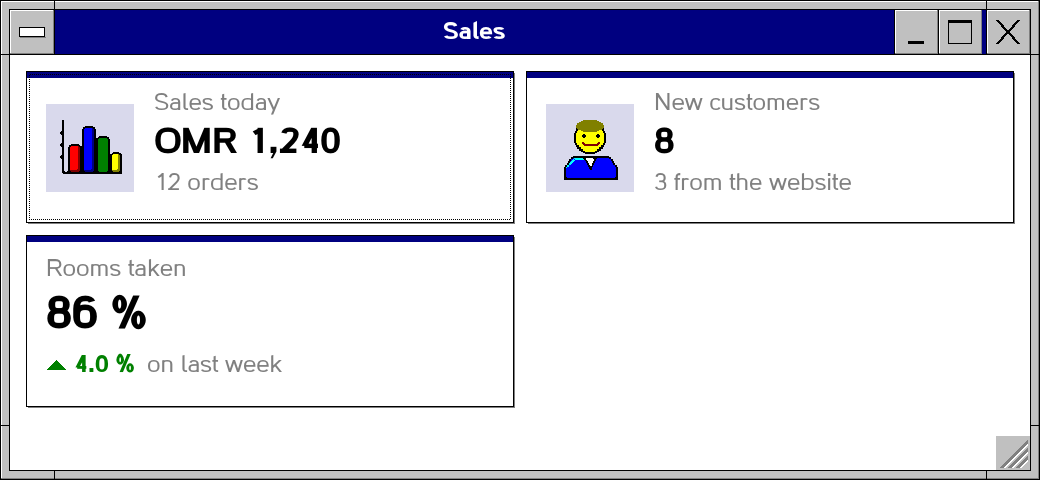 Sales
Sales today
OMR 1,240
12 orders
New customers
8
3 from the website
Rooms taken
86 %
4.0 % on last week